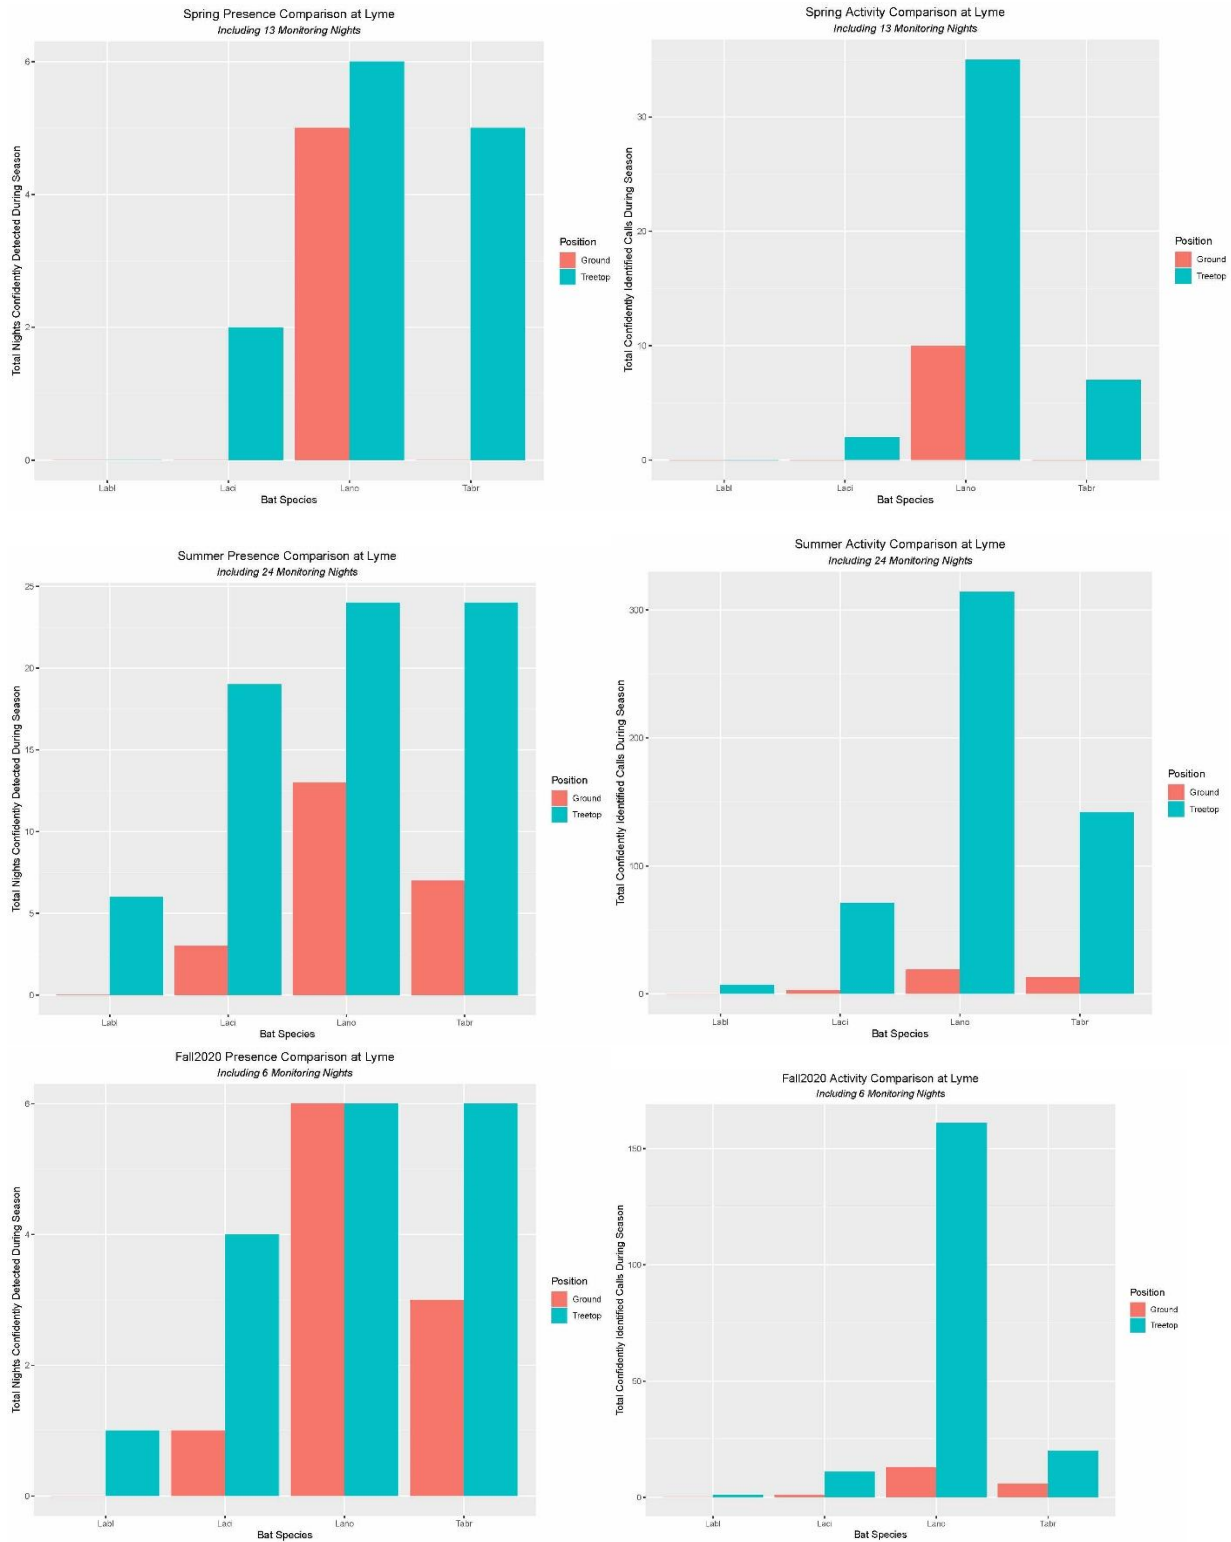 Spring Presence Comparison at Lyme
Including 13 Monitoring Nights
Total Nights Confidently Detected During Season
6
4
2
0
Labl
Laci
Lano
Tabr
Bat Species
Position
Ground
Treetop
Spring Activity Comparison at Lyme
Including 13 Monitoring Nights
Total Confidently Identified Calls During Season
30
20
10
0
Labl
Laci
Lano
Tabr
Bat Species
Position
Ground
Treetop
Summer Presence Comparison at Lyme
Including 24 Monitoring Nights
Total Nights Confidently Detected During Season
25
20
15
10
5
0
Labl
Laci
Lano
Tabr
Bat Species
Position
Ground
Treetop
Summer Activity Comparison at Lyme
Including 24 Monitoring Nights
Total Confidently Identified Calls During Season
300
200
100
0
Labl
Laci
Lano
Tabr
Bat Species
Position
Ground
Treetop
Fall2020 Presence Comparison at Lyme
Including 6 Monitoring Nights
Total Nights Confidently Detected During Season
6
4
2
0
Labl
Laci
Lano
Tabr
Bat Species
Position
Ground
Treetop
Fall2020 Activity Comparison at Lyme
Including 6 Monitoring Nights
Total Confidently Identified Calls During Season
150
100
50
0
Labl
Laci
Lano
Tabr
Bat Species
Position
Ground
Treetop